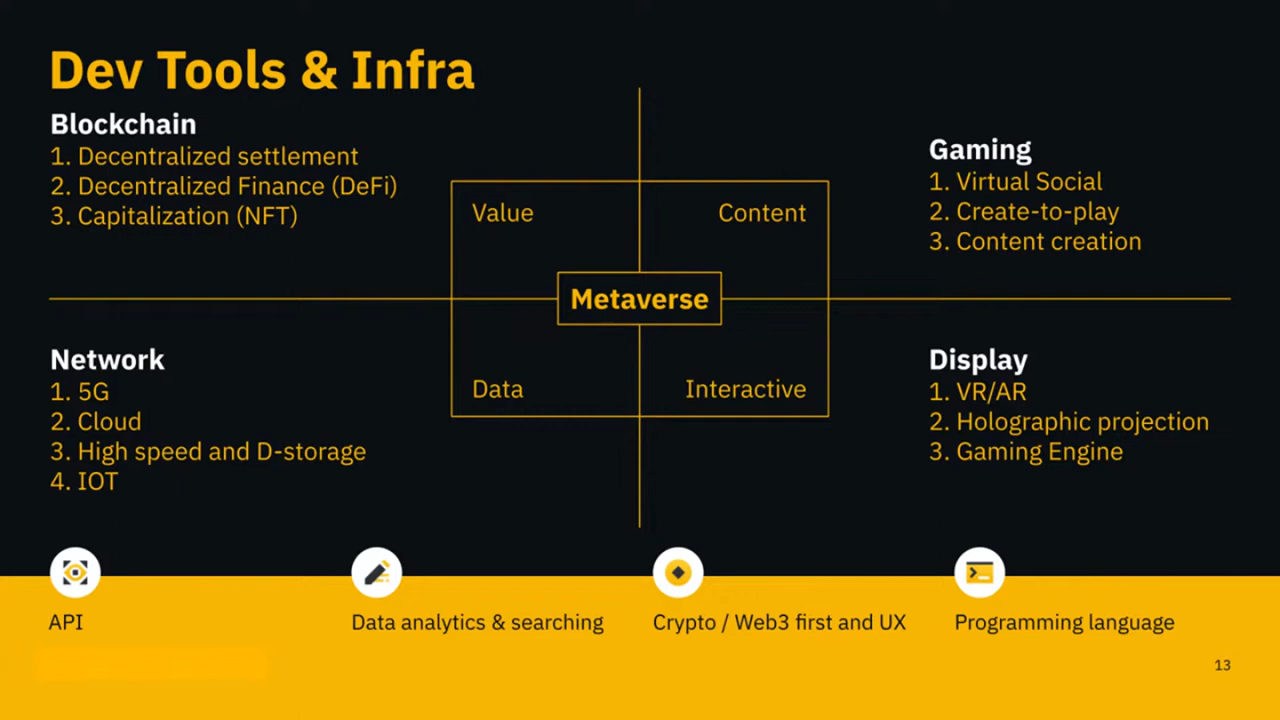 Dev Tools & Infra
Blockchain
1. Decentralized settlement
2. Decentralized Finance (DeFi)
3. Capitalization (NFT)
Value
Content
Gaming
1. Virtual Social
2. Create-to-play
3. Content creation
Metaverse
Network
1. 5G
2. Cloud
3. High speed and D-storage
4. IOT
Data
Interactive
Display
1. VR/AR
2. Holographic projection
3. Gaming Engine
API
Data analytics & searching
Crypto / Web3 first and UX
Programming language
13